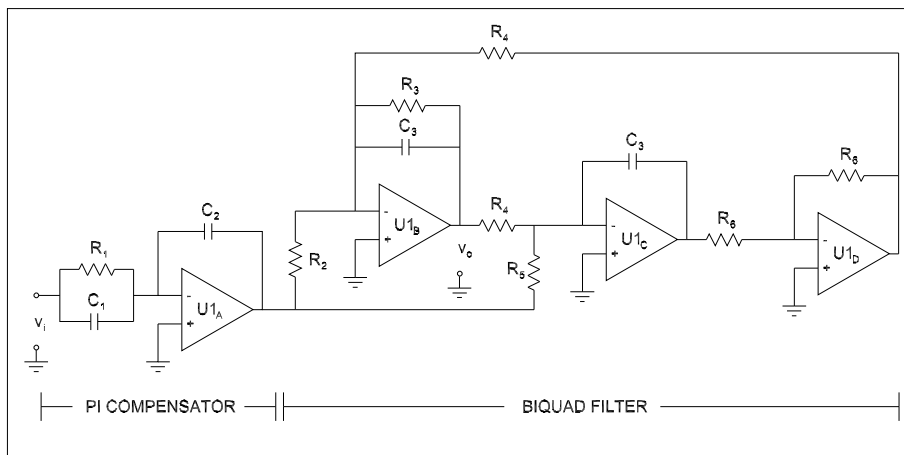 R4
R3
C3
C3
R6
C2
-
+
U1B
R4
-
+
U1C
R6
-
+
U1D
R1
R2
Vo
R5
C1
-
+
U1A
Vi
PI COMPENSATOR
BIQUAD FILTER